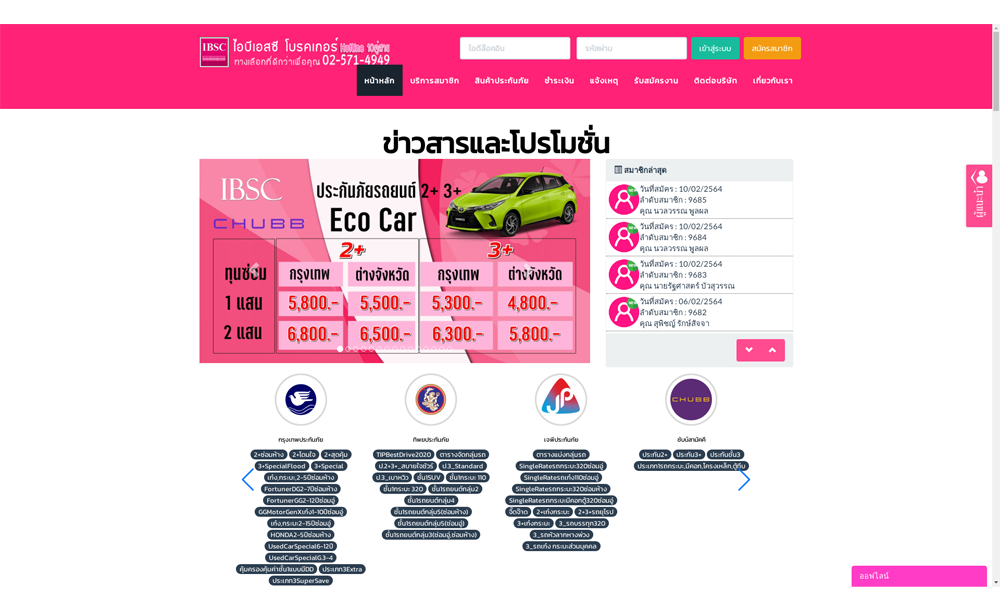 IBSC ไอบีเอสซี โบรคเกอร์ Hotline 10คู่สาย
ทางเลือกที่ดีกว่าเพื่อคุณ 02-571-4949
ไอดีล็อคอิน รหัสผ่าน เข้าสู่ระบบ สมัครสมาชิก
หน้าหลัก บริการสมาชิก สินค้าประกันภัย ชำระเงิน แจ้งเหตุ รับสมัครงาน ติดต่อบริษัท เกี่ยวกับเรา
ข่าวสารและโปรโมชั่น
IBSC
CHUBB
ประกันภัยรถยนต์ 2+ 3+
Eco Car
2+ 3+
ทุนซ่อม กรุงเทพ ต่างจังหวัด กรุงเทพ ต่างจังหวัด
1 แสน 5,800.- 5,500.- 5,300.- 4,800.-
2 แสน 6,800.- 6,500.- 6,300.- 5,800.-
สมาชิกล่าสุด
วันที่สมัคร : 10/02/2564
ลำดับสมาชิก : 9685
คุณ นวลวรรณ พูลผล
วันที่สมัคร : 10/02/2564
ลำดับสมาชิก : 9684
คุณ นวลวรรณ พูลผล
วันที่สมัคร : 10/02/2564
ลำดับสมาชิก : 9683
คุณ นายรัฐศาสตร์ บัวสุวรรณ
วันที่สมัคร : 06/02/2564
ลำดับสมาชิก : 9682
คุณ สุพิชญ์ รักษ์สัจจา
ผู้แนะนำ
กรุงเทพประกันภัย
2+ซ่อมห้าง 2+โดนใจ 2+สุดคุ้ม
3+SpecialFlood 3+Special
เก๋ง,กระบะ,2-5ปีซ่อมห้าง
FortunerDG2-7ปีซ่อมห้าง
FortunerGG2-12ปีซ่อมอู่
GGMotorGenXเก๋ง1-10ปีซ่อมอู่
เก๋ง,กระบะ2-15ปีซ่อมอู่
HONDA2-5ปีซ่อมห้าง
UsedCarSpecial6-12ปี
UsedCarSpecialG.3-4
คุ้มครองคุ้มค่าชั้น1แบบมีDD ประเภท3Extra
ประเภท3SuperSave
ทิพยประกันภัย
TIPBestDrive2020 ตารางจัดกลุ่มรถ
ป.2+3+_สบายใจชัวร์ ป.3_Standard
ป.3_เบาหวิว ชั้น1SUV ชั้น1กระบะ 110
ชั้น1กระบะ 320 ชั้น1รถยนต์กลุ่ม2
ชั้น1รถยนต์กลุ่ม4
ชั้น1รถยนต์กลุ่ม5(ซ่อมห้าง)
ชั้น1รถยนต์กลุ่ม5(ซ่อมอู่)
ชั้น1รถยนต์กลุ่ม3(ซ่อมอู่,ซ่อมห้าง)
JP
เจพีประกันภัย
ตารางแบ่งกลุ่มรถ
SingleRateรถกระบะ320ซ่อมอู่
SingleRateรถเก๋ง110ซ่อมอู่
SingleRateรถกระบะ320ซ่อมห้าง
SingleRateรถกระบะมีคอกตู้320ซ่อมอู่
จี๊ดจ๊าด 2+เก๋งกระบะ 2+3+รถยุโรป
3+เก๋งกระบะ 3_รถบรรทุก320
3_รถหัวลากหางพ่วง
3_รถเก๋ง กระบะส่วนบุคคล
CHUBB
ชับบ์สามัคคี
ประกัน2+ ประกัน3+ ประกันชั้น3
ประเภท1รถกระบะ,มีคอก,โครงเหล็ก,ตู้ทึบ
ออฟไลน์